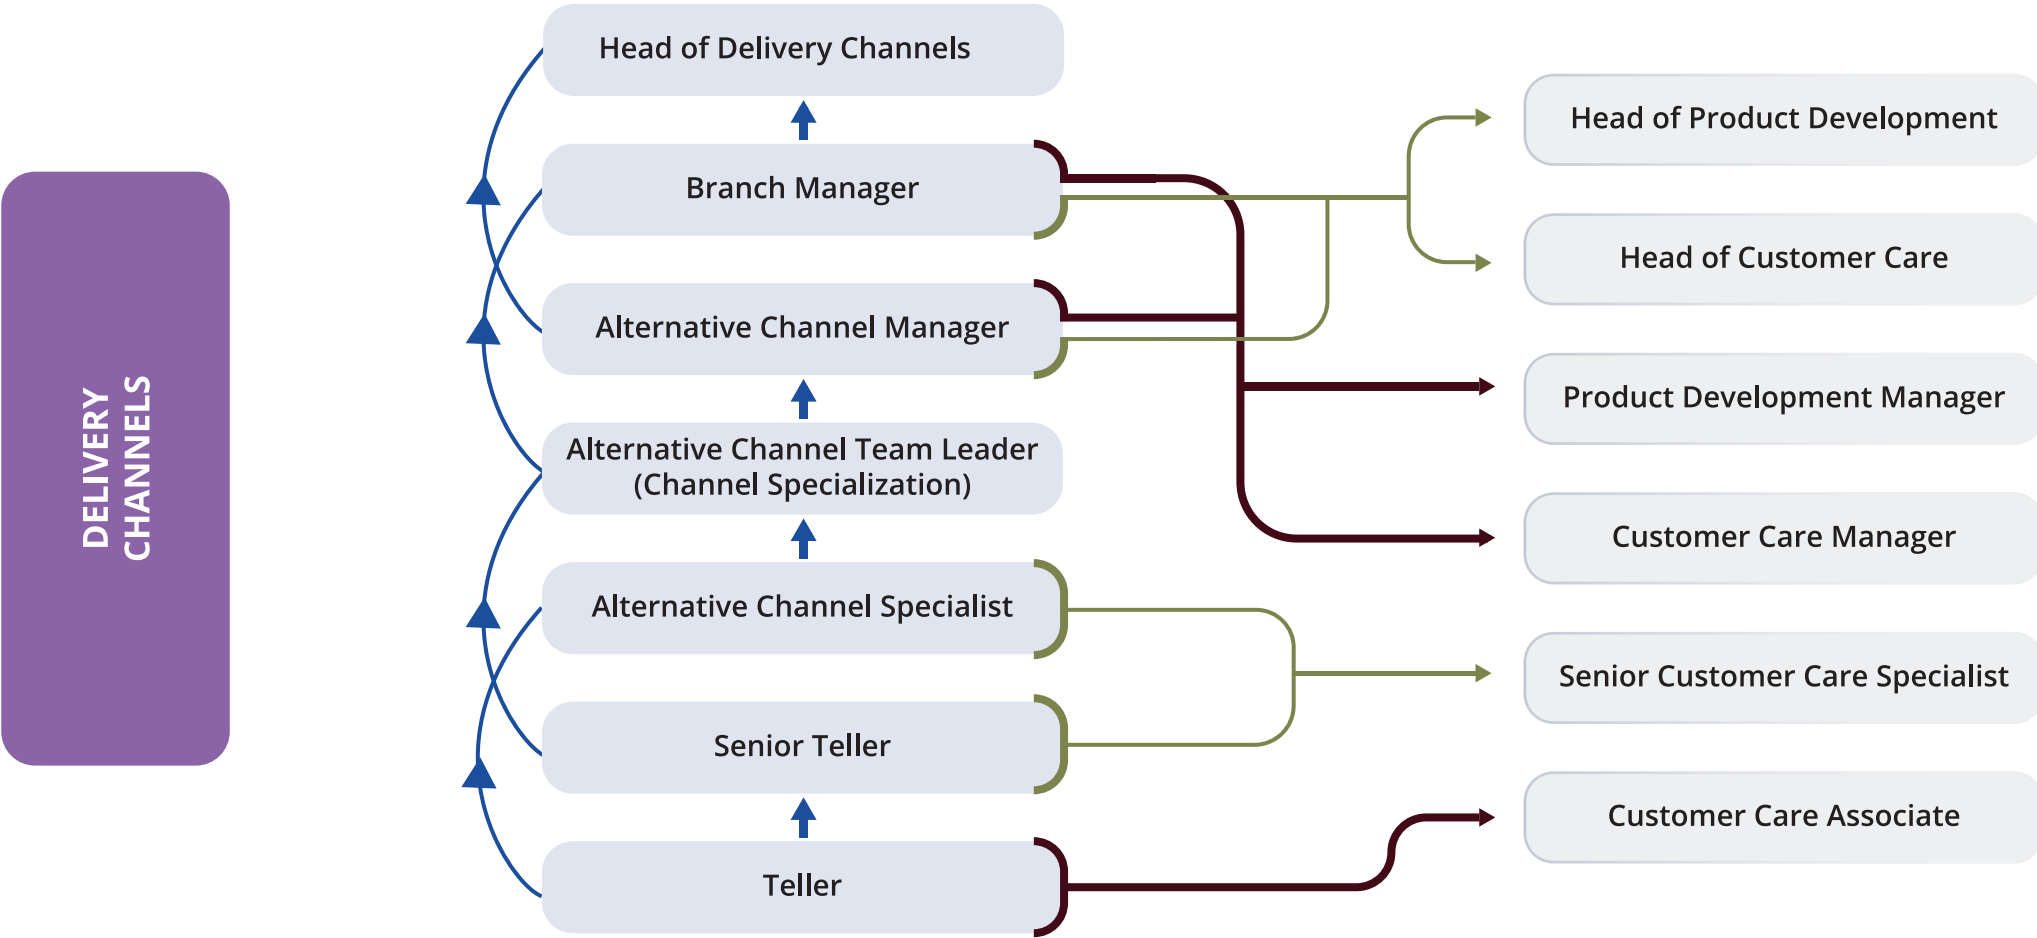 DELIVERY
CHANNELS
Head of Delivery Channels
Branch Manager
Alternative Channel Manager
Alternative Channel Team Leader
(Channel Specialization)
Alternative Channel Specialist
Senior Teller
Teller
Head of Product Development
Head of Customer Care
Product Development Manager
Customer Care Manager
Senior Customer Care Specialist
Customer Care Associate